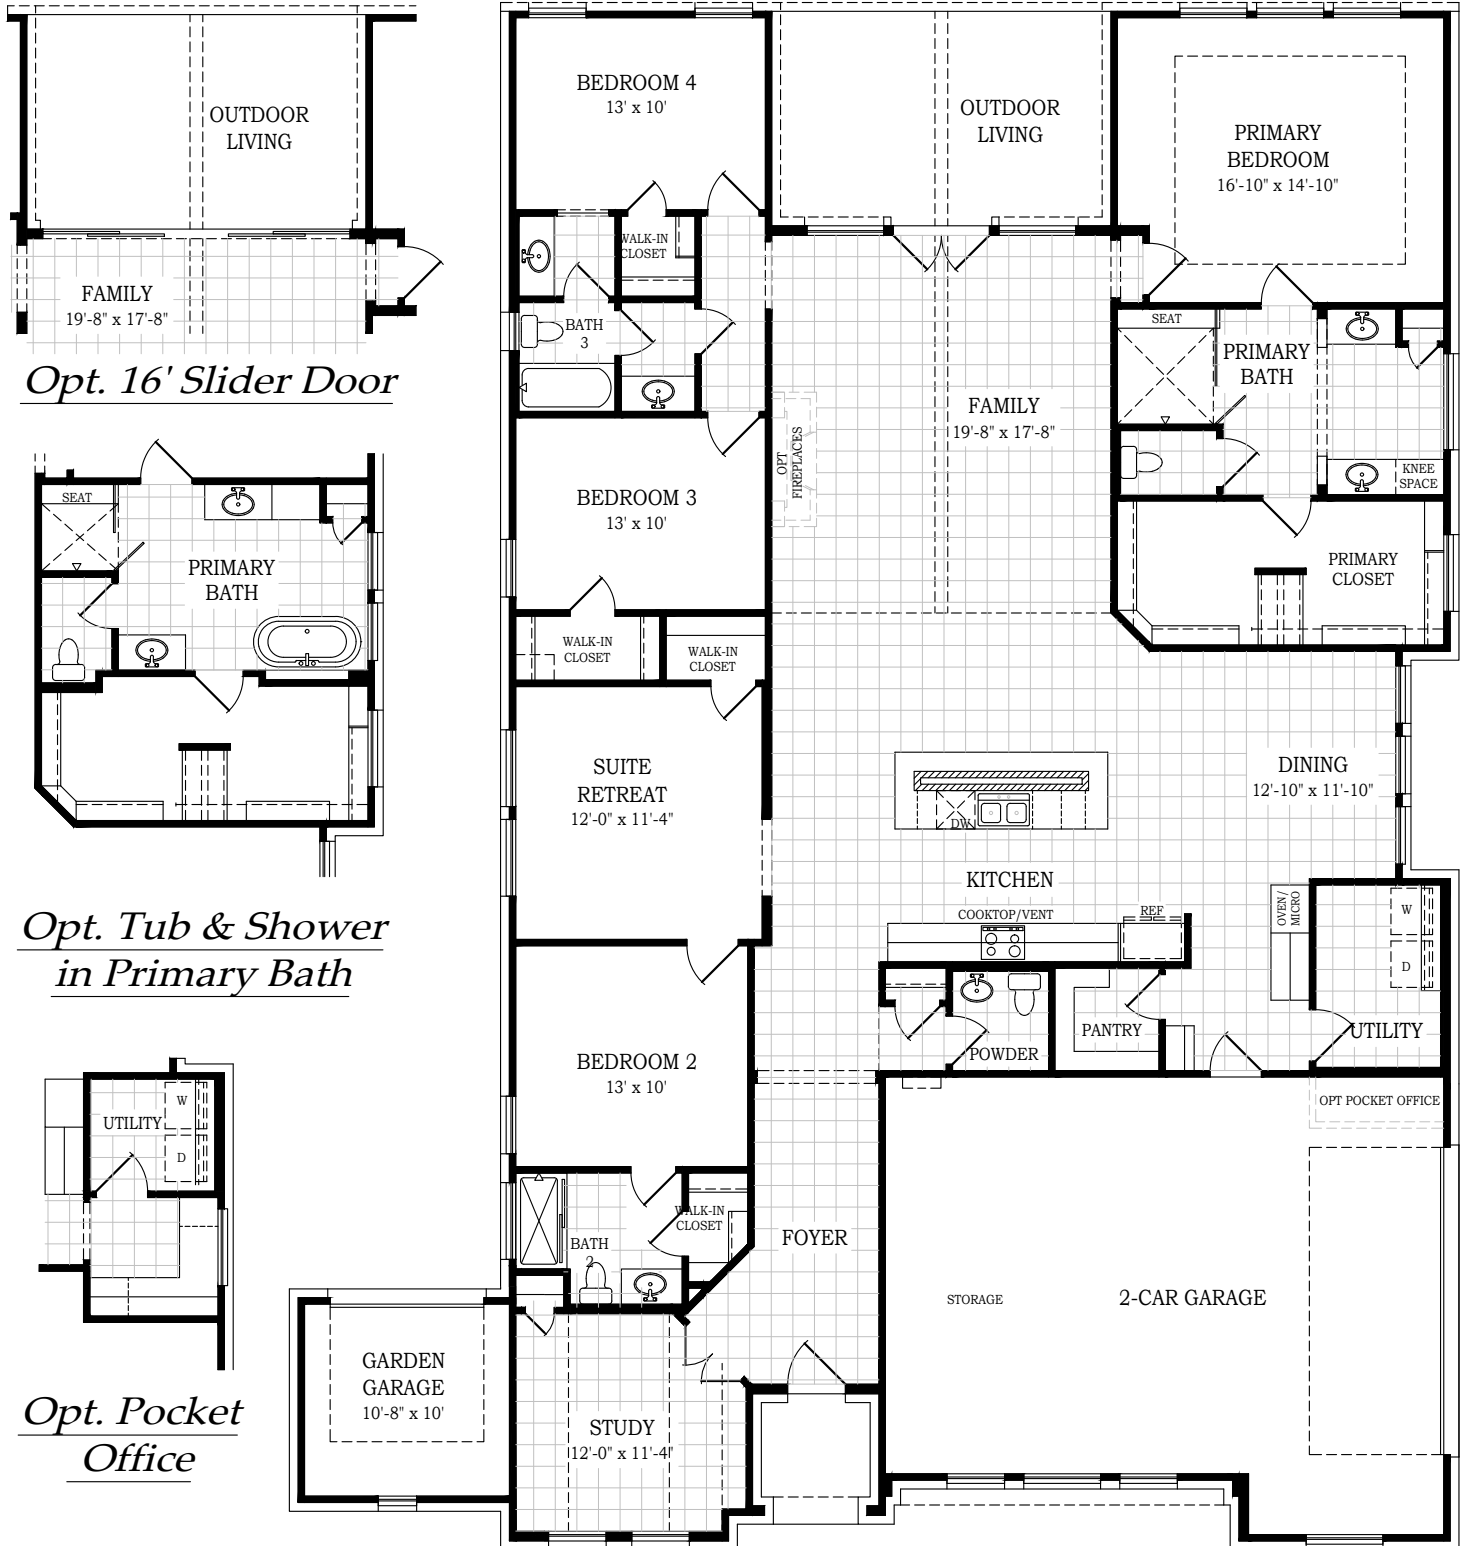 OUTDOOR
LIVING
FAMILY
19'-8" x 17'-8"
Opt. 16' Slider Door
SEAT
PRIMARY
BATH
Opt. Tub & Shower
in Primary Bath
UTILITY
W
D
Opt. Pocket
Office
BEDROOM 4
13' x 10'
OUTDOOR
LIVING
PRIMARY
BEDROOM
16'-10" x 14'-10"
WALK-IN
CLOSET
BATH
3
SEAT
PRIMARY
BATH
KNEE
SPACE
FAMILY
19'-8" x 17'-8"
OPT
FIREPLACES
BEDROOM 3
13' x 10'
PRIMARY
CLOSET
WALK-IN
CLOSET
WALK-IN
CLOSET
SUITE
RETREAT
12'-0" x 11'-4"
DINING
12'-10" x 11'-10"
DW
KITCHEN
COOKTOP/VENT
REF
OVEN/
MICRO
W
D
UTILITY
PANTRY
POWDER
BEDROOM 2
13' x 10'
OPT POCKET OFFICE
WALK-IN
CLOSET
BATH
2
FOYER
STORAGE
2-CAR GARAGE
GARDEN
GARAGE
10'-8" x 10'
STUDY
12'-0" x 11'-4"